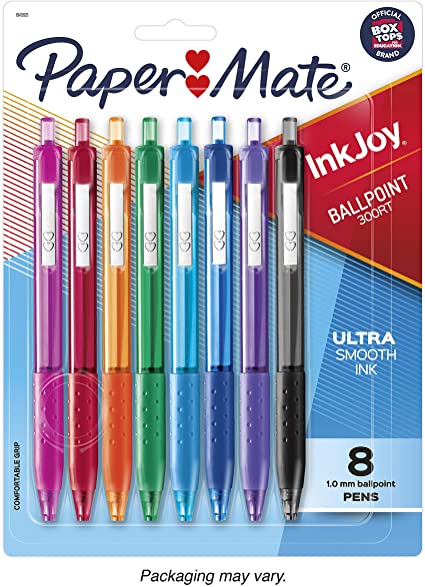 OFFICIAL
BOX TOPS
FOR EDUCATION
BRAND
Paper Mate®
InkJoy®
BALLPOINT
300RT
ULTRA
SMOOTH
INK
COMFORTABLE GRIP
8
1.0 mm ballpoint
PENS
Packaging may vary.